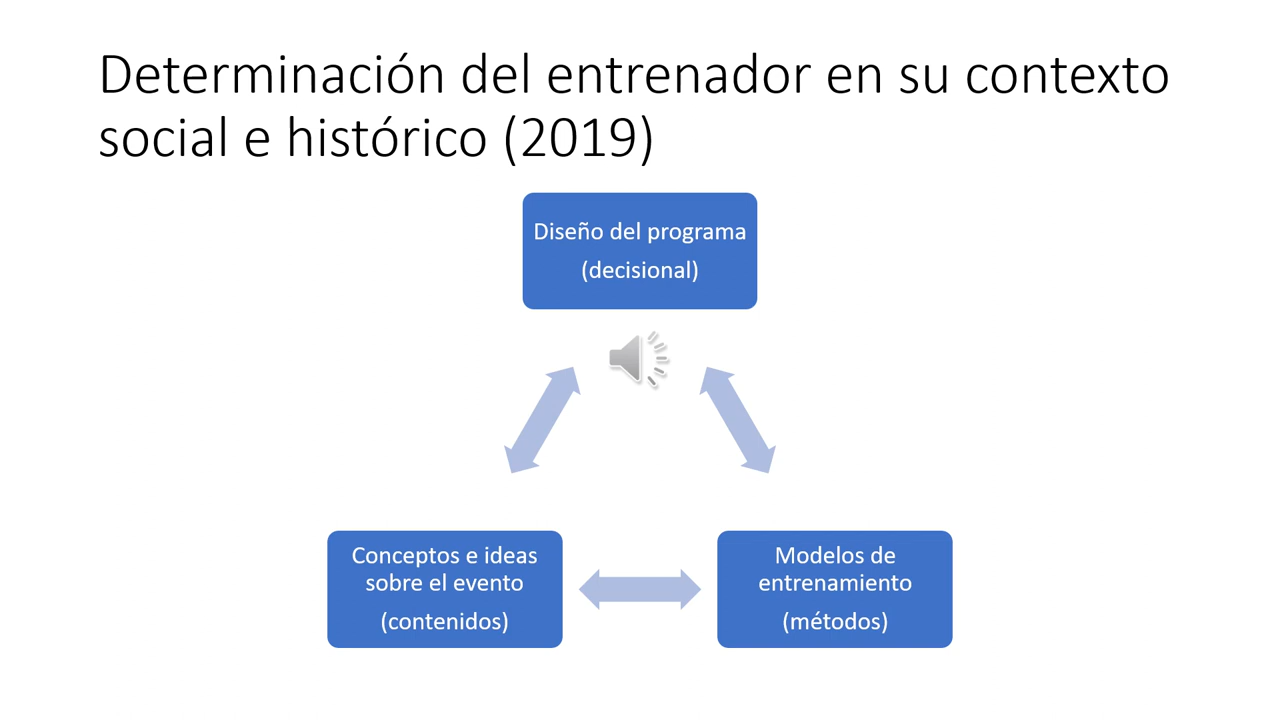 Determinación del entrenador en su contexto
social e histórico (2019)
Diseño del programa
(decisional)
Conceptos e ideas
sobre el evento
(contenidos)
Modelos de
entrenamiento
(métodos)